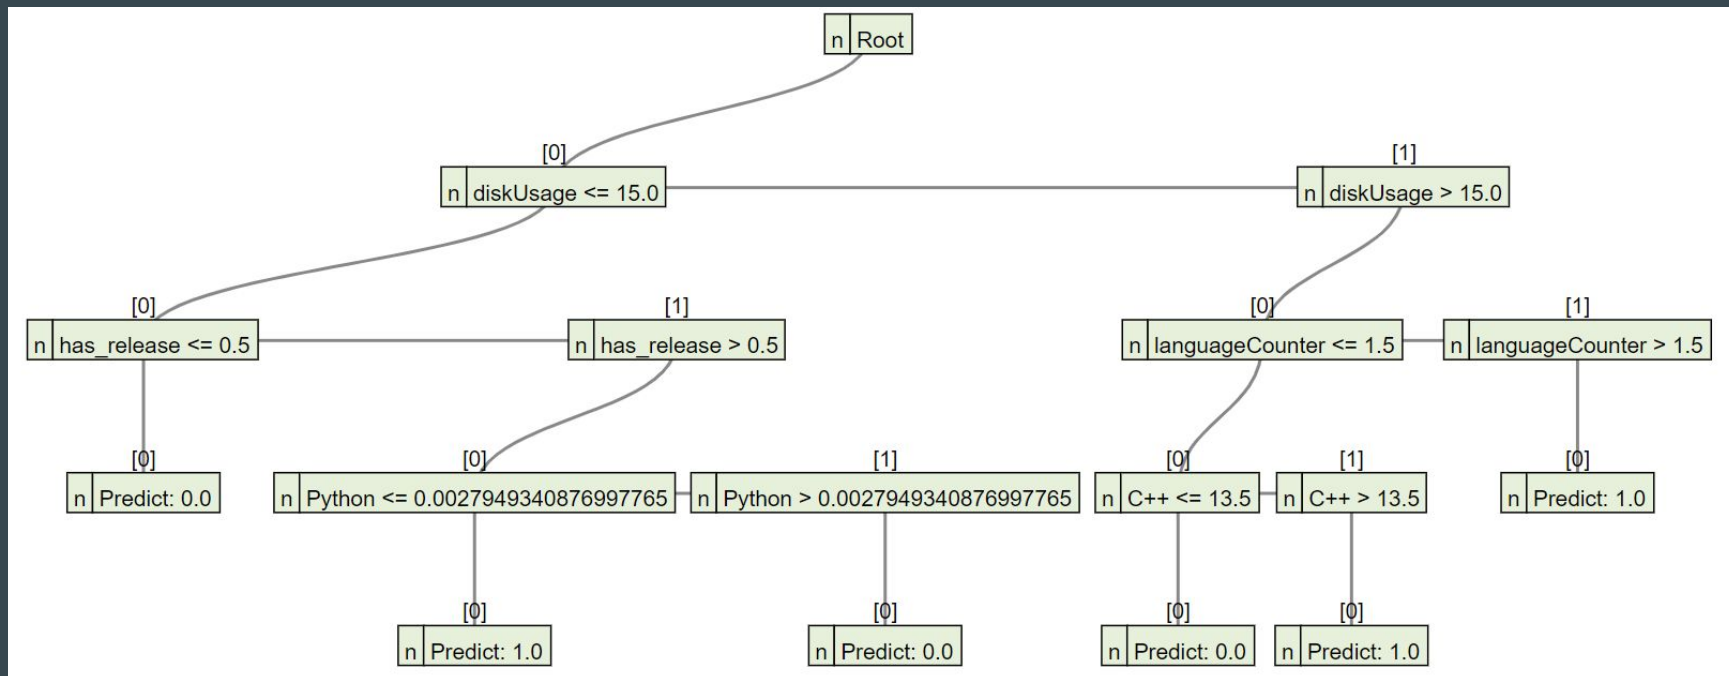 n Root
[0] [1]
n diskUsage <= 15.0 n diskUsage > 15.0
[0] [1] [0] [1]
n has_release <= 0.5 n has_release > 0.5 n languageCounter <= 1.5 n languageCounter > 1.5
[0] [0] [1] [0] [1] [0]
n Predict: 0.0 n Python <= 0.0027949340876997765 n Python > 0.0027949340876997765 n C++ <= 13.5 n C++ > 13.5 n Predict: 1.0
[0] [0] [0] [0]
n Predict: 1.0 n Predict: 0.0 n Predict: 0.0 n Predict: 1.0